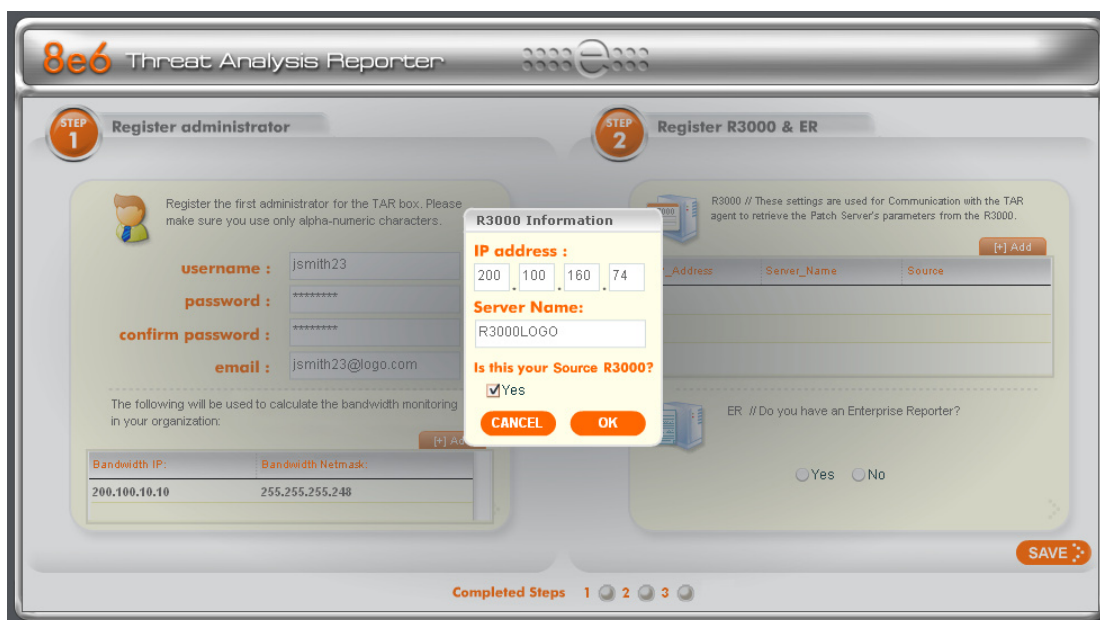 8e6 Threat Analysis Reporter
STEP 1
Register administrator
Register the first administrator for the TAR box. Please
make sure you use only alpha-numeric characters.
username : jsmith23
password : ********
confirm password : ********
email : jsmith23@logo.com
The following will be used to calculate the bandwidth monitoring
in your organization:
[+] Ad
Bandwidth IP: Bandwidth Netmask:
200.100.10.10 255.255.255.248
R3000 Information
IP address :
200 . 100 . 160 . 74
Server Name:
R3000LOGO
Is this your Source R3000?
Yes
CANCEL OK
STEP 2
Register R3000 & ER
R3000 // These settings are used for Communication with the TAR
agent to retrieve the Patch Server's parameters from the R3000.
[+] Add
_Address Server_Name Source
ER // Do you have an Enterprise Reporter?
Yes No
SAVE
Completed Steps 1 2 3